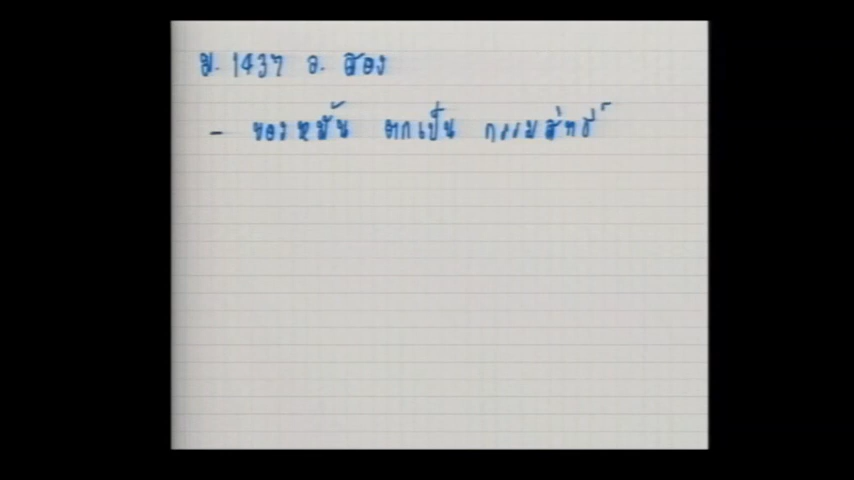 ม. 1437 ว. สอง
- ของหมั้น ตกเป็น กรรมสิทธิ์